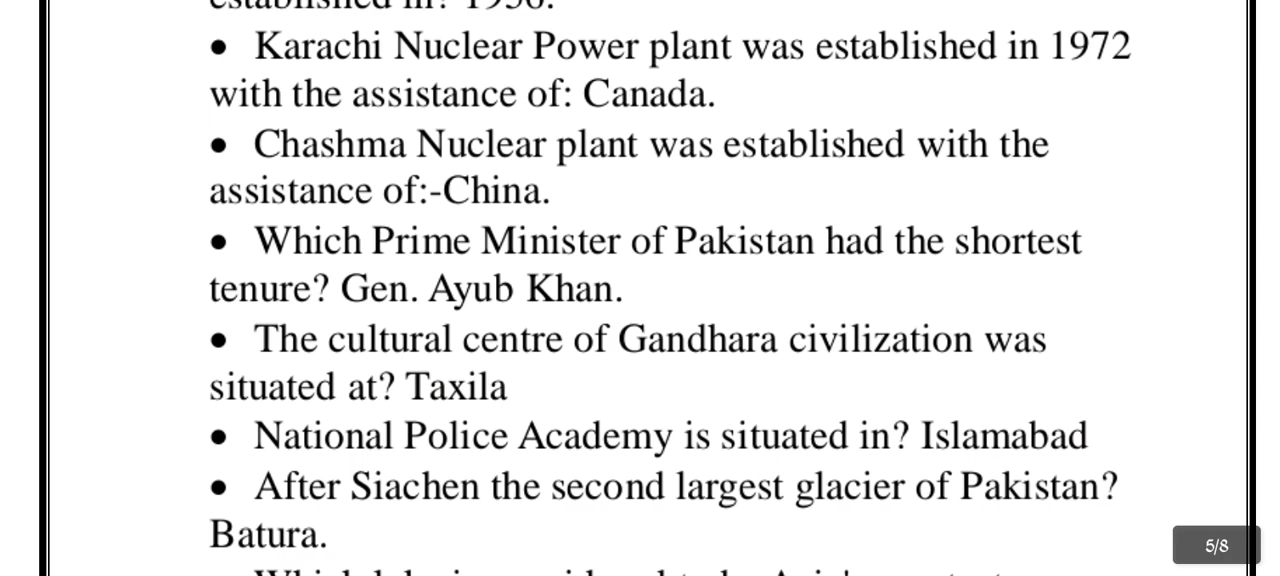 established in? 1956.
• Karachi Nuclear Power plant was established in 1972
with the assistance of: Canada.
• Chashma Nuclear plant was established with the
assistance of:-China.
• Which Prime Minister of Pakistan had the shortest
tenure? Gen. Ayub Khan.
• The cultural centre of Gandhara civilization was
situated at? Taxila
• National Police Academy is situated in? Islamabad
• After Siachen the second largest glacier of Pakistan?
Batura.
5/8